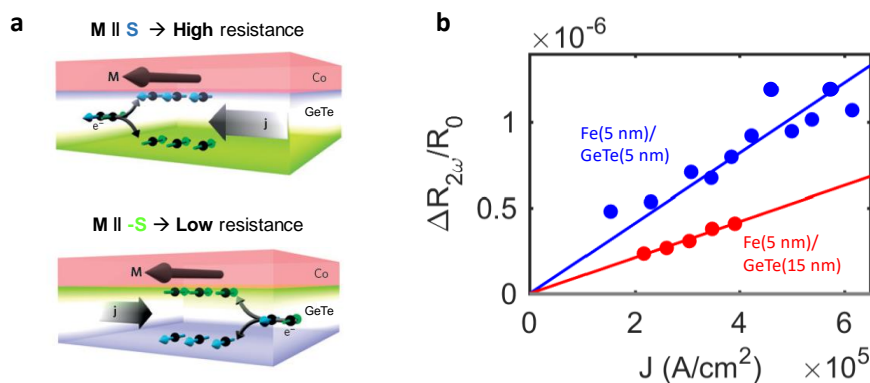 a
M ǁ S → High resistance
M
Co
GeTe
e⁻
j
M ǁ -S → Low resistance
M
Co
j
GeTe
e⁻
b
×10⁻⁶
ΔR₂ω/R₀
1
0.5
0
Fe(5 nm)/
GeTe(5 nm)
Fe(5 nm)/
GeTe(15 nm)
0 2 4 6
J (A/cm²) ×10⁵